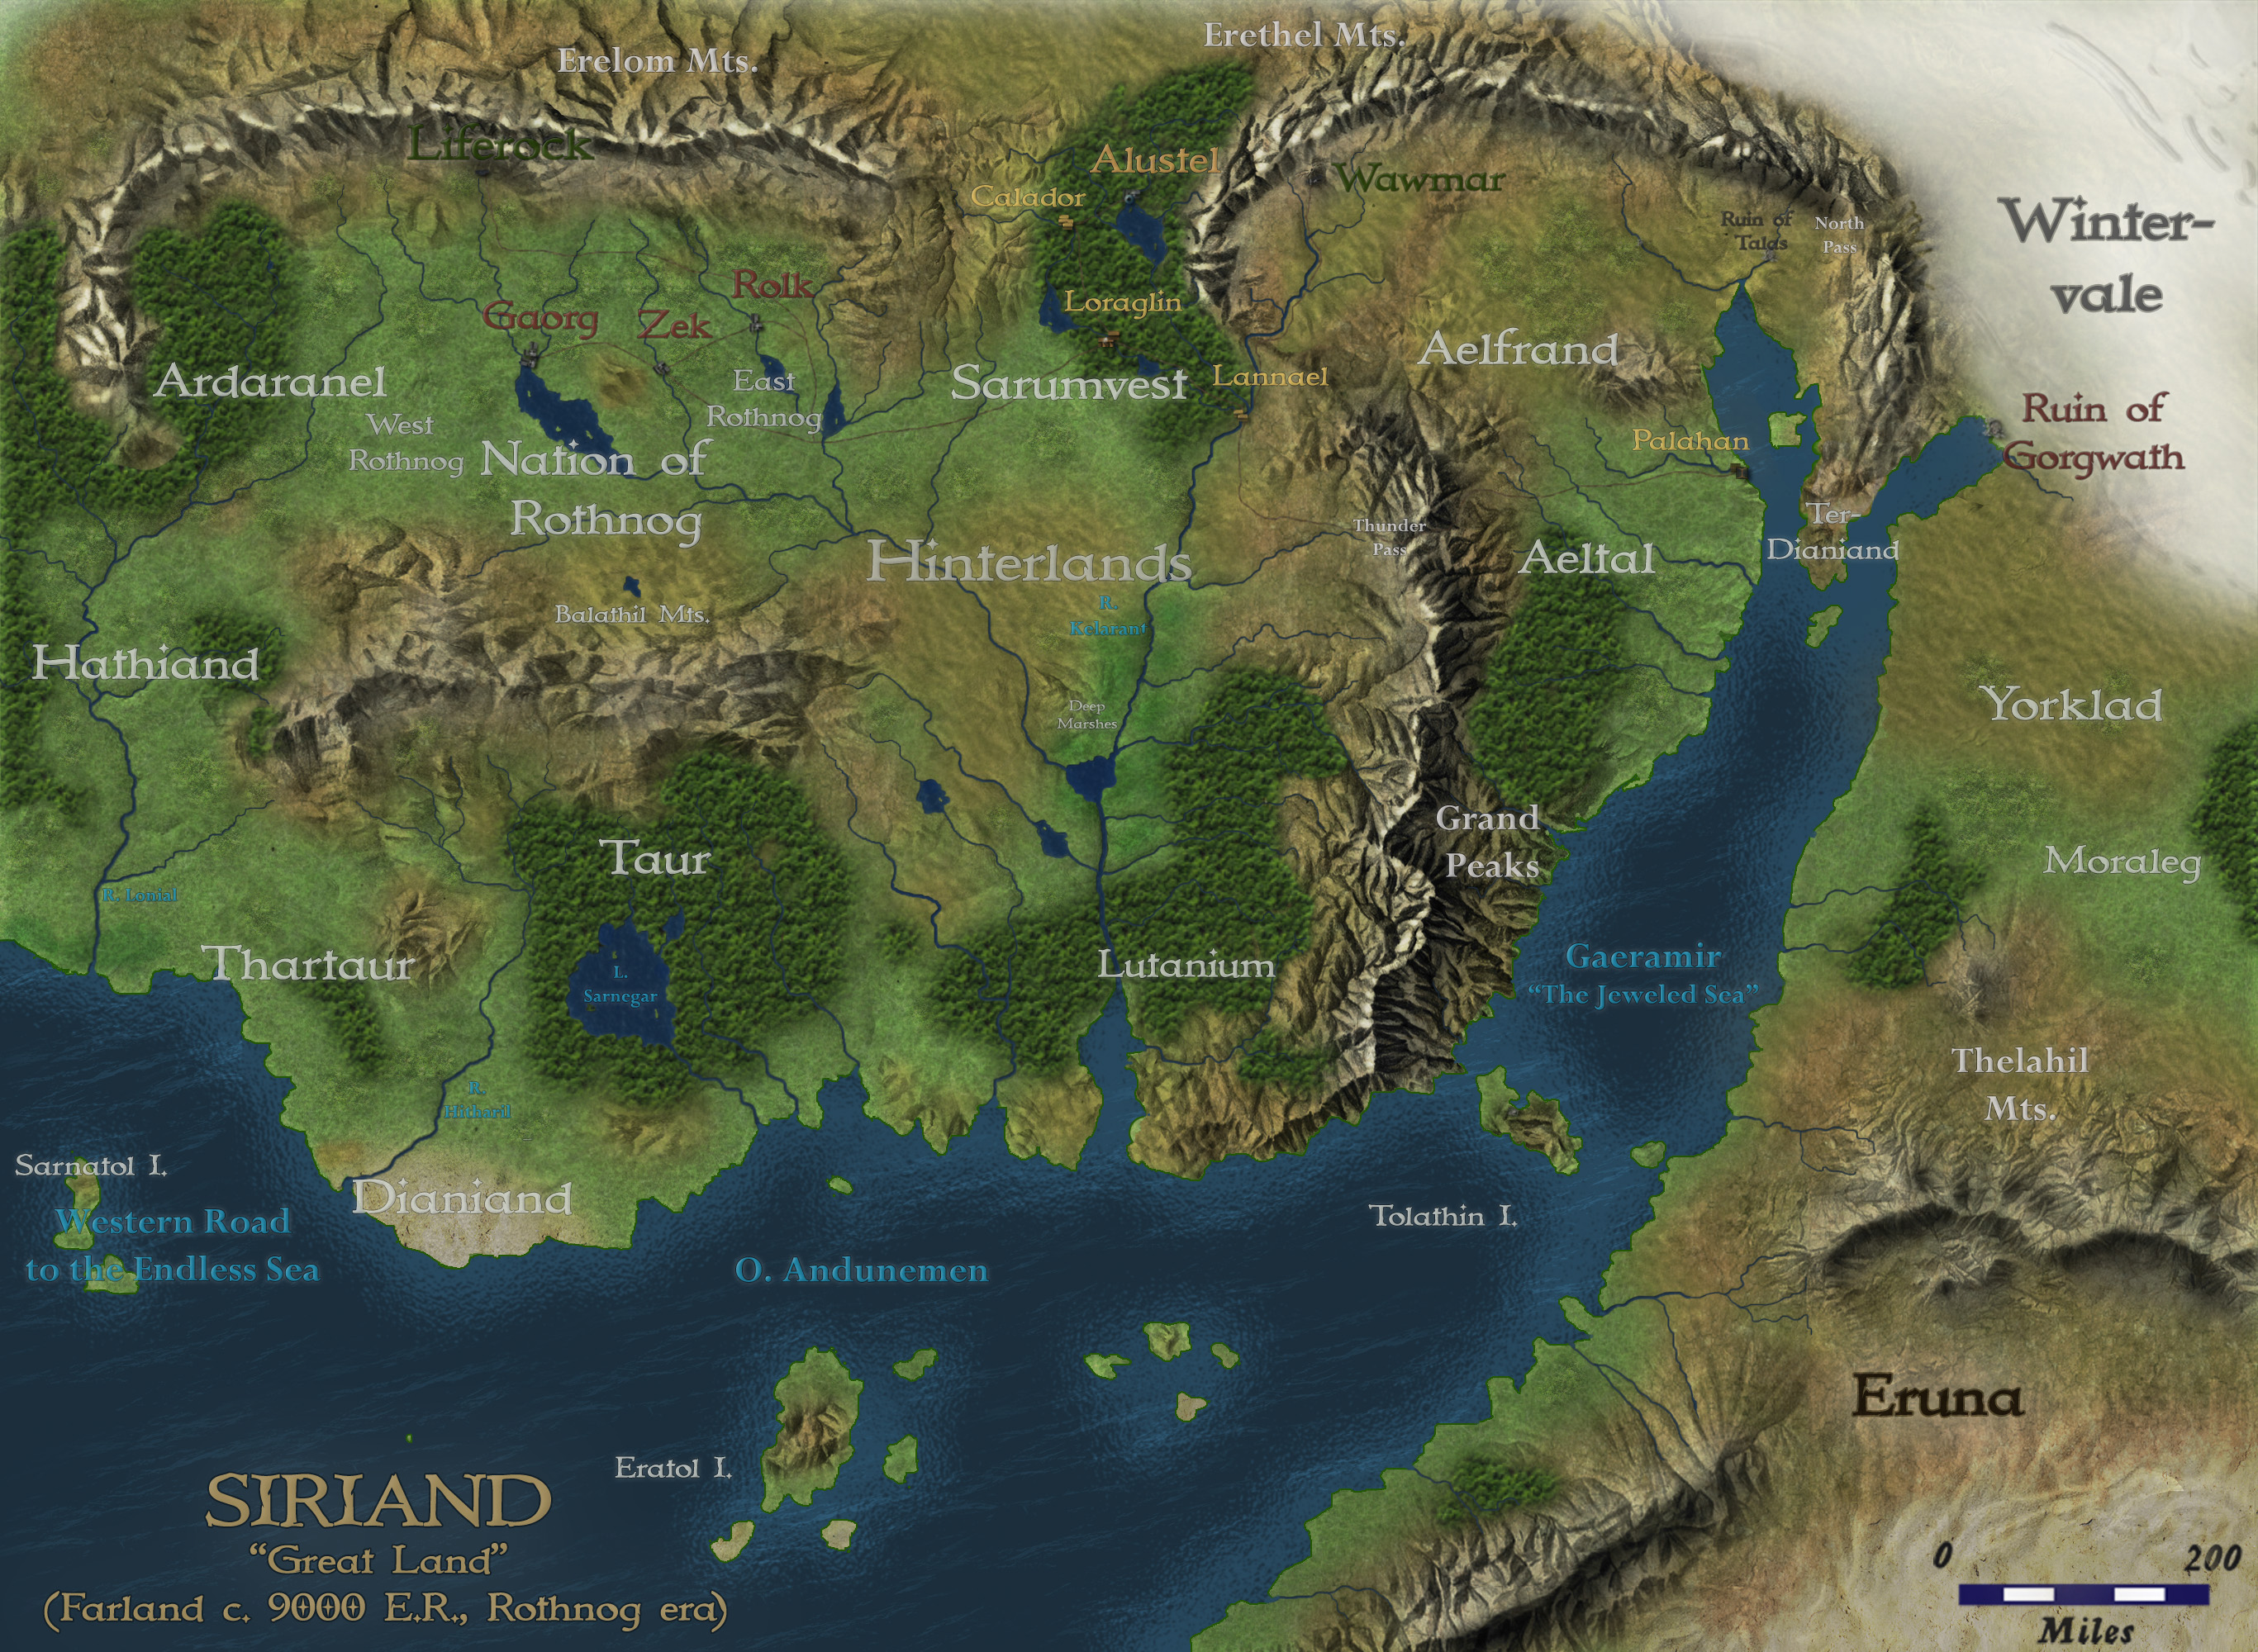 Erethel Mts.
Erelom Mts.
Liferock
Alustel
Wawmar
Calador
Ruin of
Talds
North
Pass
Winter-
vale
Rolk
Gaorg
Zek
Loraglin
Aelfrand
Ardaranel
East
Rothnog
Sarumvest
Lannael
Ruin of
Gorgwath
West
Rothnog
Nation of
Rothnog
Palahan
Thunder
Pass
Ter-
Dianiand
Hinterlands
Aeltal
Balathil Mts.
R.
Kelarant
Hathiand
Deep
Marshes
Yorklad
Grand
Peaks
Taur
Moraleg
R. Lonial
Thartaur
L.
Sarnegar
Lutanium
Gaeramir
“The Jeweled Sea”
Thelahil
Mts.
R.
Hitharil
Sarnatol I.
Dianiand
Western Road
to the Endless Sea
Tolathin I.
O. Andunemen
Eruna
Eratol I.
SIRIAND
“Great Land”
(Farland c. 9000 E.R., Rothnog era)
0 200
Miles